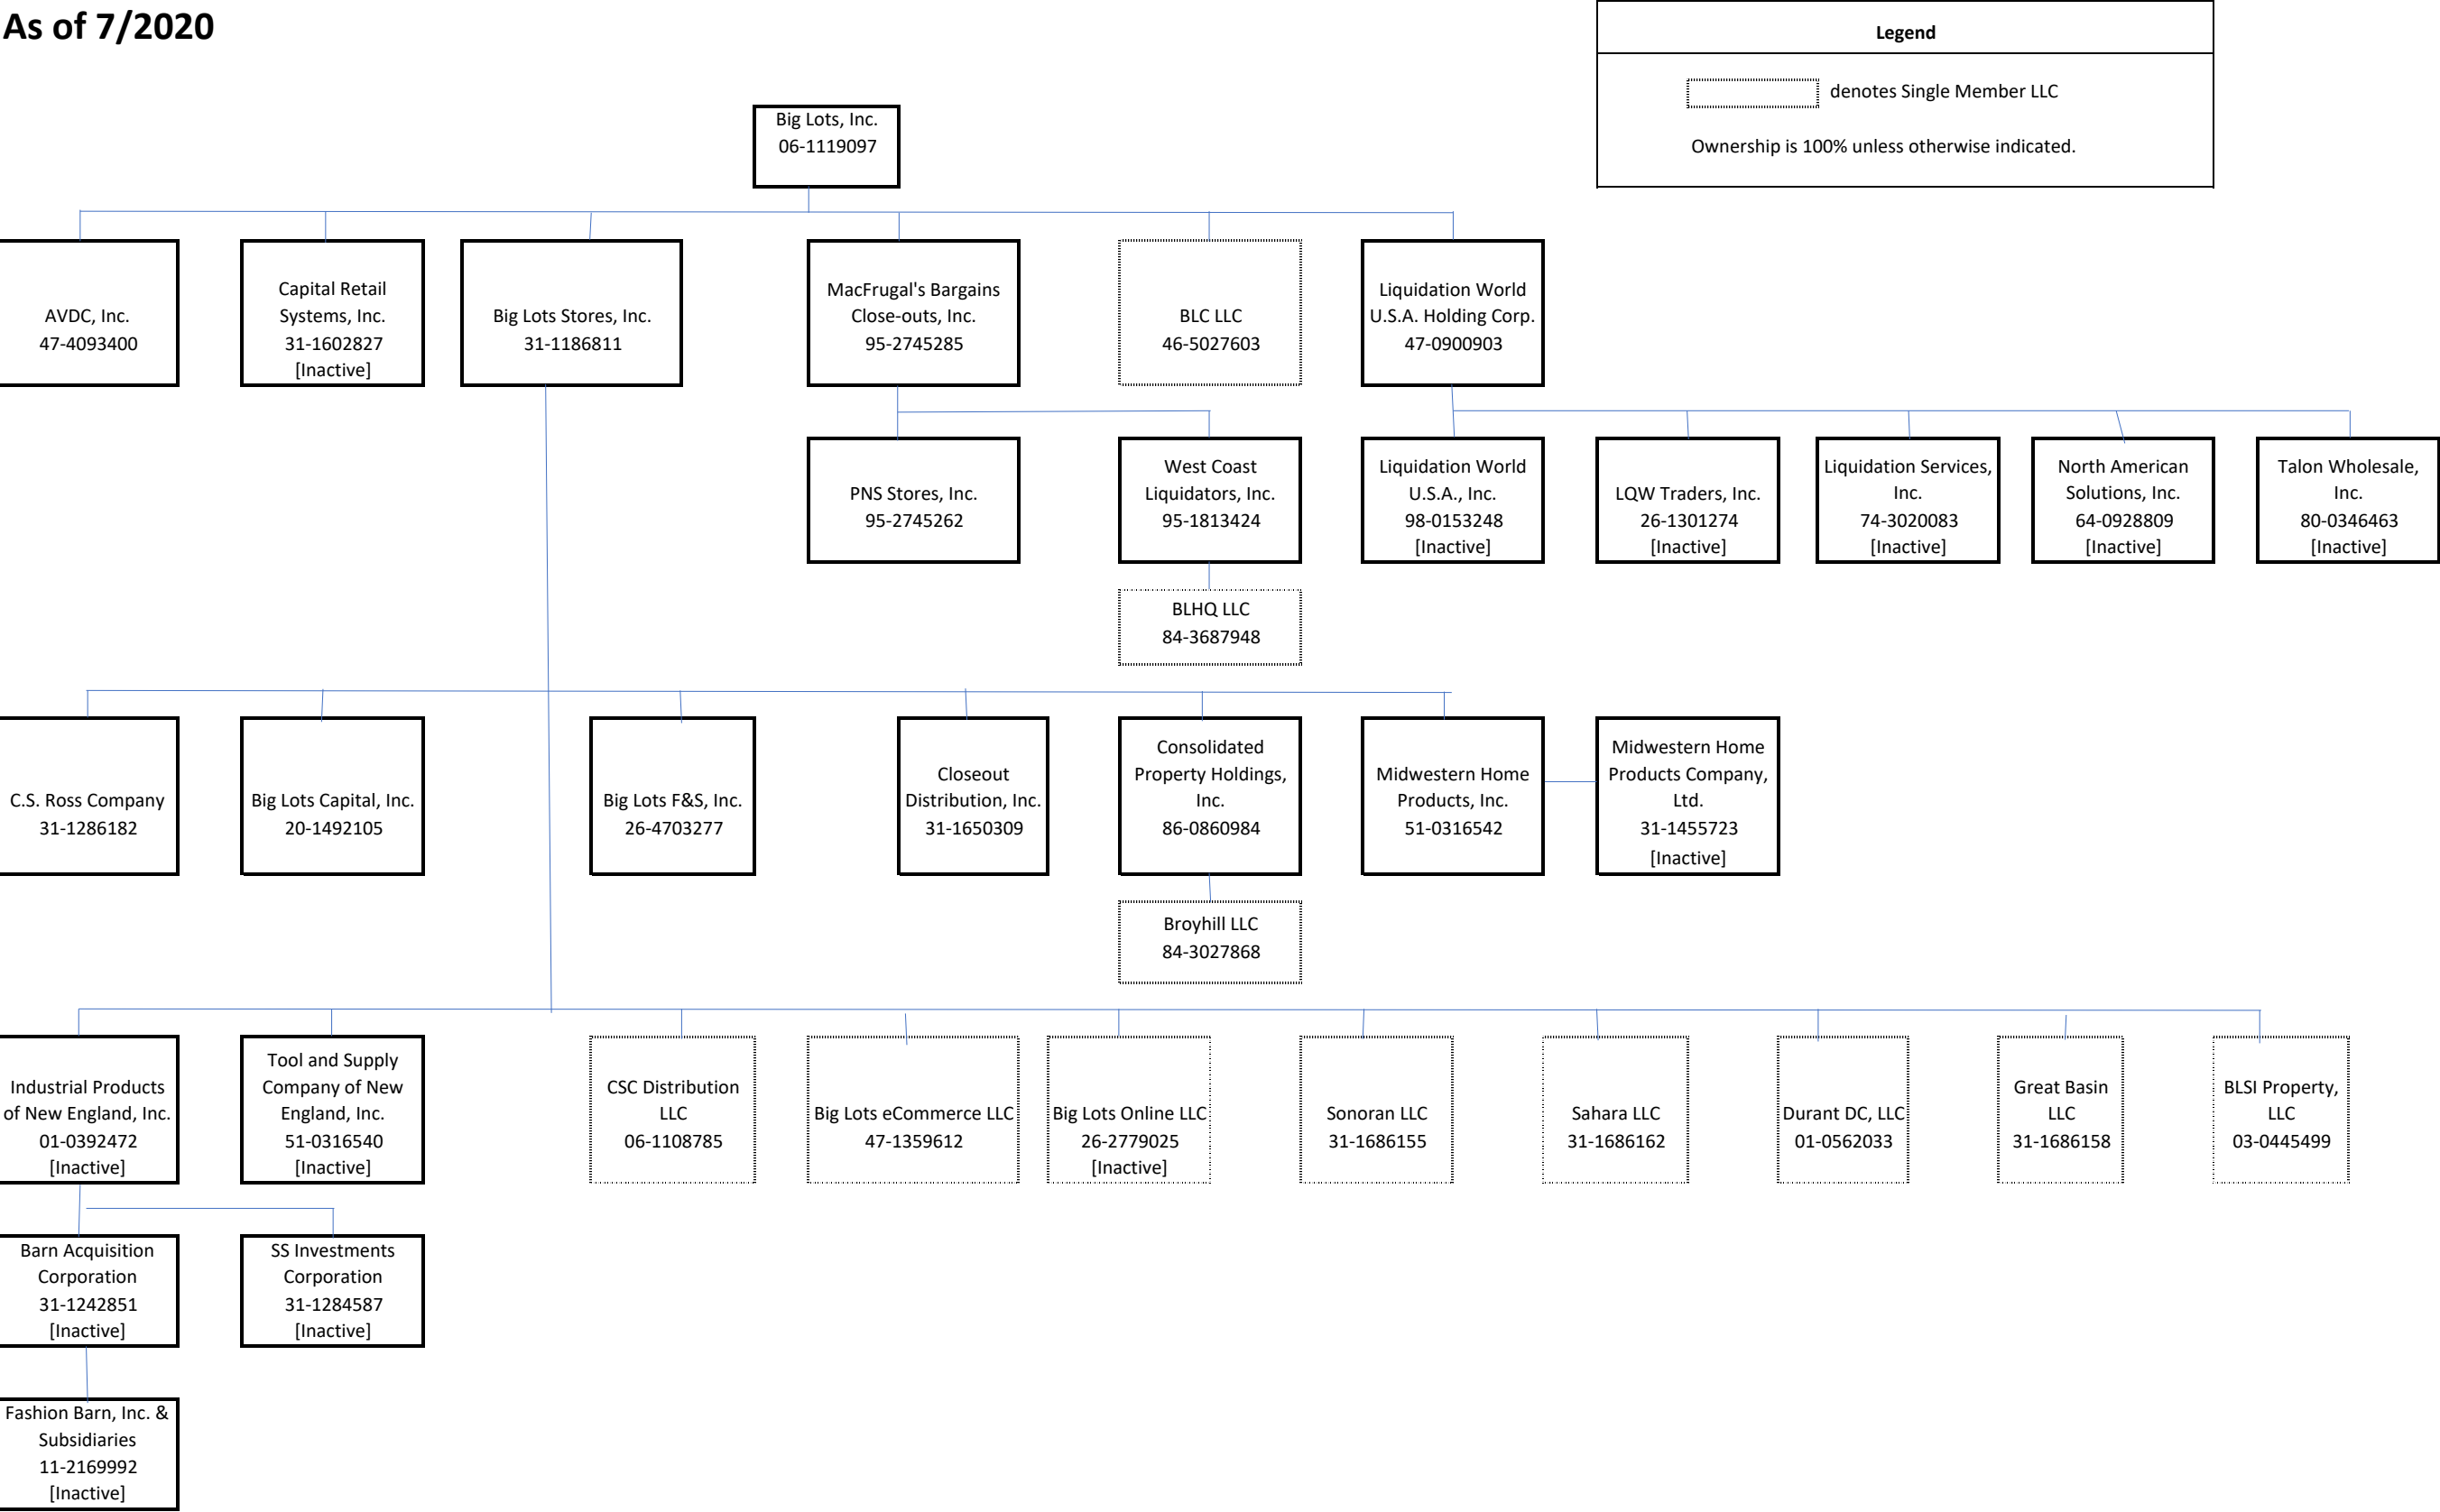 As of 7/2020
Legend
denotes Single Member LLC
Ownership is 100% unless otherwise indicated.
Big Lots, Inc.
06-1119097
AVDC, Inc.
47-4093400
Capital Retail
Systems, Inc.
31-1602827
[Inactive]
Big Lots Stores, Inc.
31-1186811
MacFrugal's Bargains
Close-outs, Inc.
95-2745285
BLC LLC
46-5027603
Liquidation World
U.S.A. Holding Corp.
47-0900903
PNS Stores, Inc.
95-2745262
West Coast
Liquidators, Inc.
95-1813424
Liquidation World
U.S.A., Inc.
98-0153248
[Inactive]
LQW Traders, Inc.
26-1301274
[Inactive]
Liquidation Services,
Inc.
74-3020083
[Inactive]
North American
Solutions, Inc.
64-0928809
[Inactive]
Talon Wholesale,
Inc.
80-0346463
[Inactive]
BLHQ LLC
84-3687948
C.S. Ross Company
31-1286182
Big Lots Capital, Inc.
20-1492105
Big Lots F&S, Inc.
26-4703277
Closeout
Distribution, Inc.
31-1650309
Consolidated
Property Holdings,
Inc.
86-0860984
Midwestern Home
Products, Inc.
51-0316542
Midwestern Home
Products Company,
Ltd.
31-1455723
[Inactive]
Broyhill LLC
84-3027868
Industrial Products
of New England, Inc.
01-0392472
[Inactive]
Tool and Supply
Company of New
England, Inc.
51-0316540
[Inactive]
CSC Distribution
LLC
06-1108785
Big Lots eCommerce LLC
47-1359612
Big Lots Online LLC
26-2779025
[Inactive]
Sonoran LLC
31-1686155
Sahara LLC
31-1686162
Durant DC, LLC
01-0562033
Great Basin
LLC
31-1686158
BLSI Property,
LLC
03-0445499
Barn Acquisition
Corporation
31-1242851
[Inactive]
SS Investments
Corporation
31-1284587
[Inactive]
Fashion Barn, Inc. &
Subsidiaries
11-2169992
[Inactive]